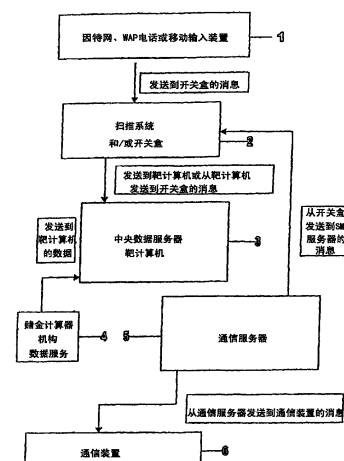 因特网、WAP电话或移动输入装置
1
发送到开关盒的消息
扫描系统
和/或开关盒
2
发送到靶计算机或从靶计算机
发送到开关盒的消息
发送到
靶计算机
的数据
中央数据服务器
靶计算机
3
从开关盒
发送到SM
服务器的
消息
赌金计算器
机构
数据服务
4
5
通信服务器
从通信服务器发送到通信装置的消息
通信装置
6